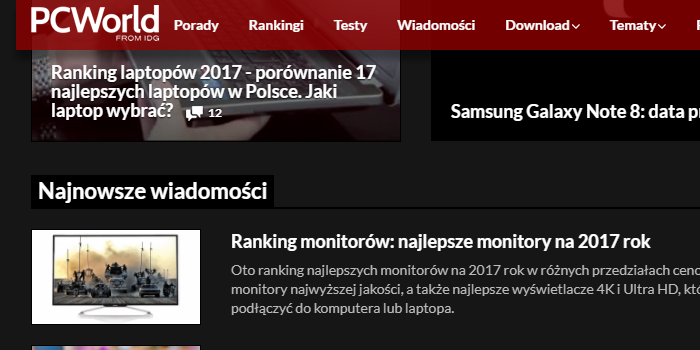 PCWorld
FROM IDG
Porady Rankingi Testy Wiadomości Download Tematy
Ranking laptopów 2017 - porównanie 17
najlepszych laptopów w Polsce. Jaki
laptop wybrać? 12
Samsung Galaxy Note 8: data
Najnowsze wiadomości
Ranking monitorów: najlepsze monitory na 2017 rok
Oto ranking najlepszych monitorów na 2017 rok w różnych przedziałach
monitory najwyższej jakości, a także najlepsze wyświetlacze 4K i Ultra HD,
podłączyć do komputera lub laptopa.